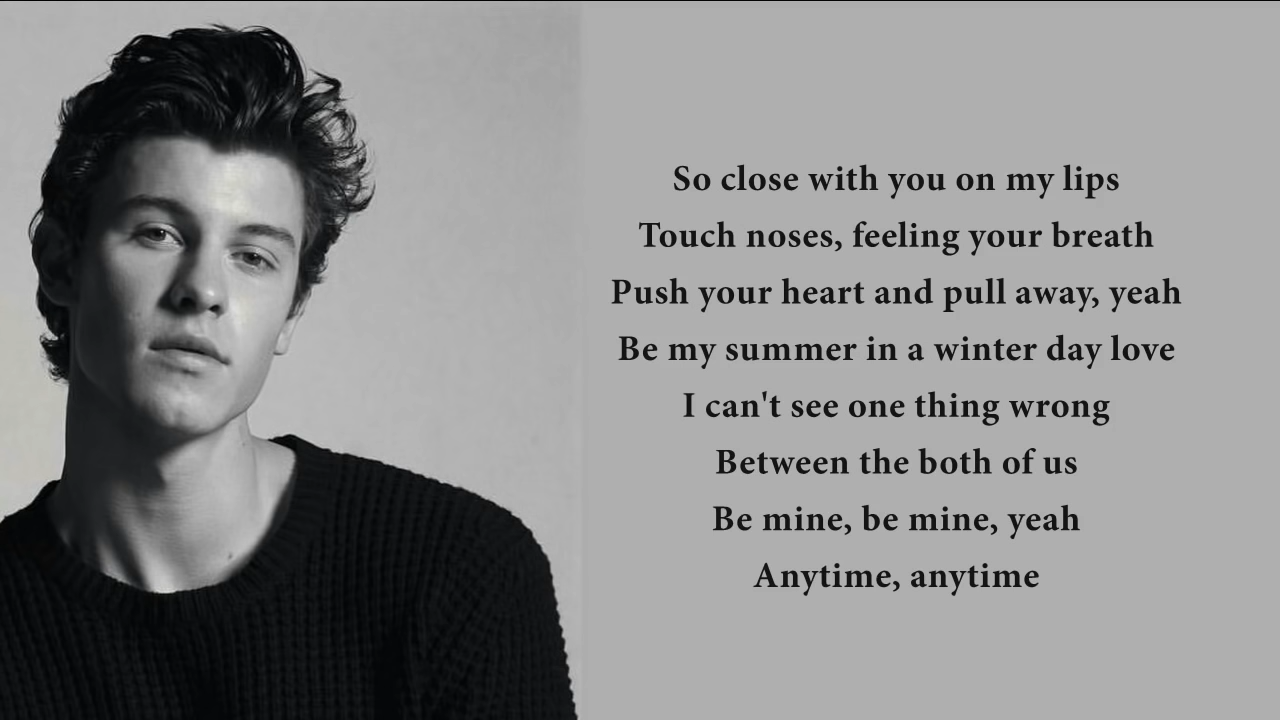 So close with you on my lips
Touch noses, feeling your breath
Push your heart and pull away, yeah
Be my summer in a winter day love
I can't see one thing wrong
Between the both of us
Be mine, be mine, yeah
Anytime, anytime